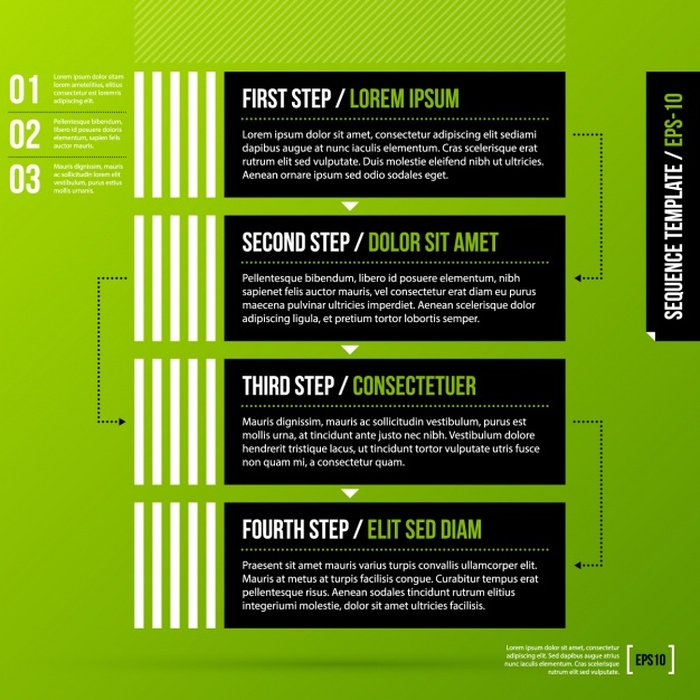 01
Lorem ipsum dolor sit amet
lorem ametelitius, elitius
consectetur est loremris
adipiscing elit.
02
Pellentesque bibendum,
libero id posuere doloris
elementum, sapien felis
auctor mauris.
03
Mauris dignissim, mauris
ac sollicitudin lorem elit
vestibulum, purus estius
mollis urnanis.
FIRST STEP / LOREM IPSUM
Lorem ipsum dolor sit amet, consectetur adipiscing elit sediami
dapibus augue at nunc iaculis elementum. Cras scelerisque erat
rutrum elit sed vulputate. Duis molestie eleifend nibh ut ultricies.
Aenean ornare ipsum sed odio sodales eget.
SECOND STEP / DOLOR SIT AMET
Pellentesque bibendum, libero id posuere elementum, nibh
sapienet felis auctor mauris, vel consectetur erat diam eu purus
maecena pulvinar ultricies imperdiet. Aenean scelerisque dolor
adipiscing ligula, et pretium tortor lobortis semper.
THIRD STEP / CONSECTETUER
Mauris dignissim, mauris ac sollicitudin vestibulum, purus est
mollis urna, at tincidunt ante justo nec nibh. Vestibulum dolore
hendrerit tristique lacus, ut tincidunt tortor vulputate utris fusce
non quam mi, a consectetur quam.
FOURTH STEP / ELIT SED DIAM
Praesent sit amet mauris varius turpis convallis ullamcorper elit.
Mauris at metus at turpis facilisis congue. Curabitur tempus erat
pellentesque risus. Aenean sodales tincidunt rutrum elitius
integeriumi molestie, dolor sit amet ultricies facilisis.
SEQUENCE TEMPLATE / EPS-10
Lorem ipsum dolor sit amet, consectetur
adipiscing elit. Sed dapibus augue at
nunc iaculis elementum. Cras scelerisque
erat rutrum elit.
EPS10